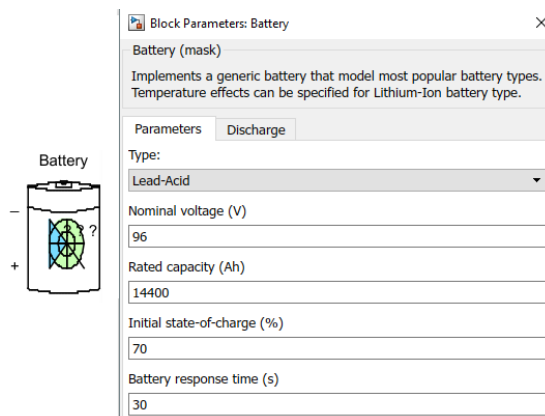 Block Parameters: Battery
Battery (mask)
Implements a generic battery that model most popular battery types.
Temperature effects can be specified for Lithium-Ion battery type.
Parameters
Discharge
Type:
Lead-Acid
Nominal voltage (V)
96
Rated capacity (Ah)
14400
Initial state-of-charge (%)
70
Battery response time (s)
30
Battery
−
? ? ?
+